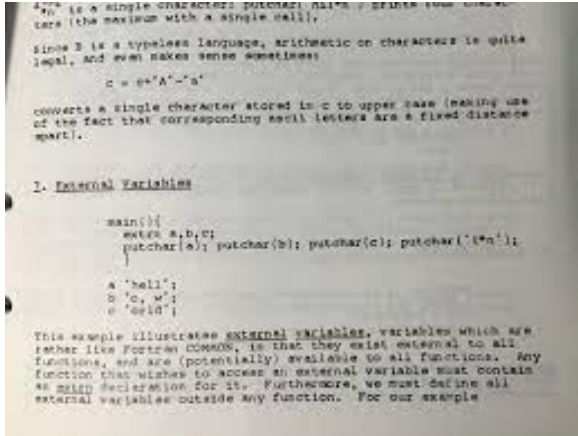 '*n' is a single character! putchar('hi!*n') prints four charac-
ters (the maximum with a single call).
Since B is a typeless language, arithmetic on characters is quite
legal, and even makes sense sometimes:
c = c+'A'-'a'
converts a single character stored in c to upper case (making use
of the fact that corresponding ascii letters are a fixed distance
apart).
7. External Variables
main(){
extrn a,b,c;
putchar(a); putchar(b); putchar(c); putchar('!*n');
}
a 'hell';
b 'o, w';
c 'orld';
This example illustrates external variables, variables which are
rather like Fortran COMMON, in that they exist external to all
functions, and are (potentially) available to all functions. Any
function that wishes to access an external variable must contain
an extrn declaration for it. Furthermore, we must define all
external variables outside any function. For our example